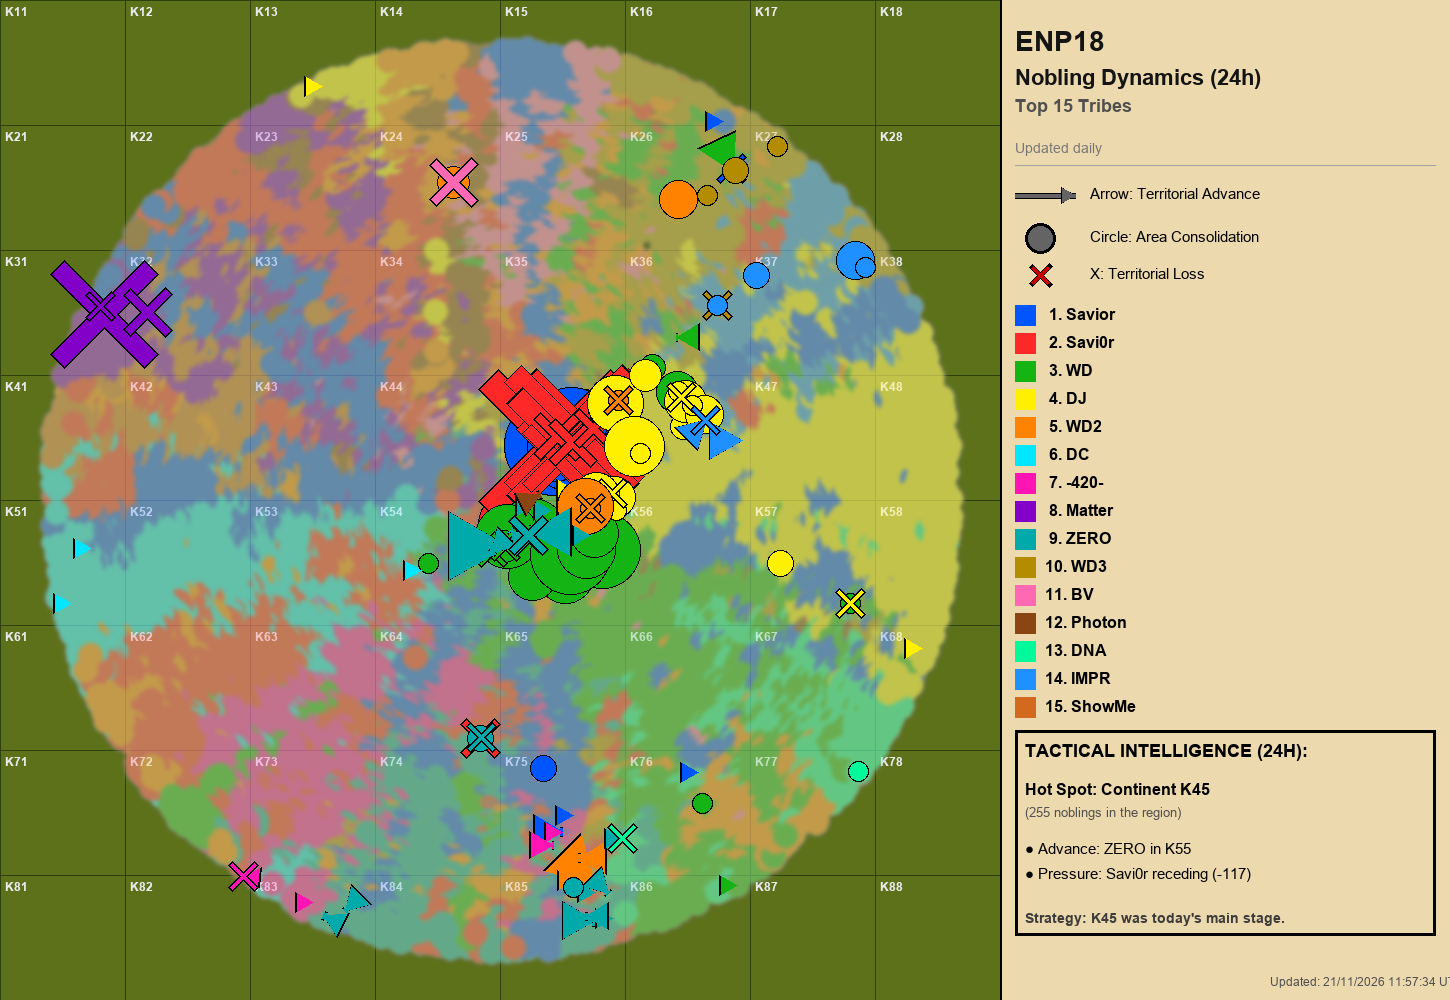 K11 K12 K13 K14 K15 K16 K17 K18
K21 K22 K23 K24 K25 K26 K27 K28
K31 K32 K33 K34 K35 K36 K37 K38
K41 K42 K43 K44 K47 K48
K51 K52 K53 K54 K56 K58
K61 K62 K63 K64 K65 K66 K67 K68
K71 K72 K73 K74 K75 K76 K77 K78
K81 K82 K83 K84 K85 K86 K87 K88
ENP18
Nobling Dynamics (24h)
Top 15 Tribes
Updated daily
Arrow: Territorial Advance
Circle: Area Consolidation
X: Territorial Loss
1. Savior
2. Savi0r
3. WD
4. DJ
5. WD2
6. DC
7. -420-
8. Matter
9. ZERO
10. WD3
11. BV
12. Photon
13. DNA
14. IMPR
15. ShowMe
TACTICAL INTELLIGENCE (24H):
Hot Spot: Continent K45
(255 noblings in the region)
● Advance: ZERO in K55
● Pressure: Savi0r receding (-117)
Strategy: K45 was today's main stage.
Updated: 21/11/2026 11:57:34 U